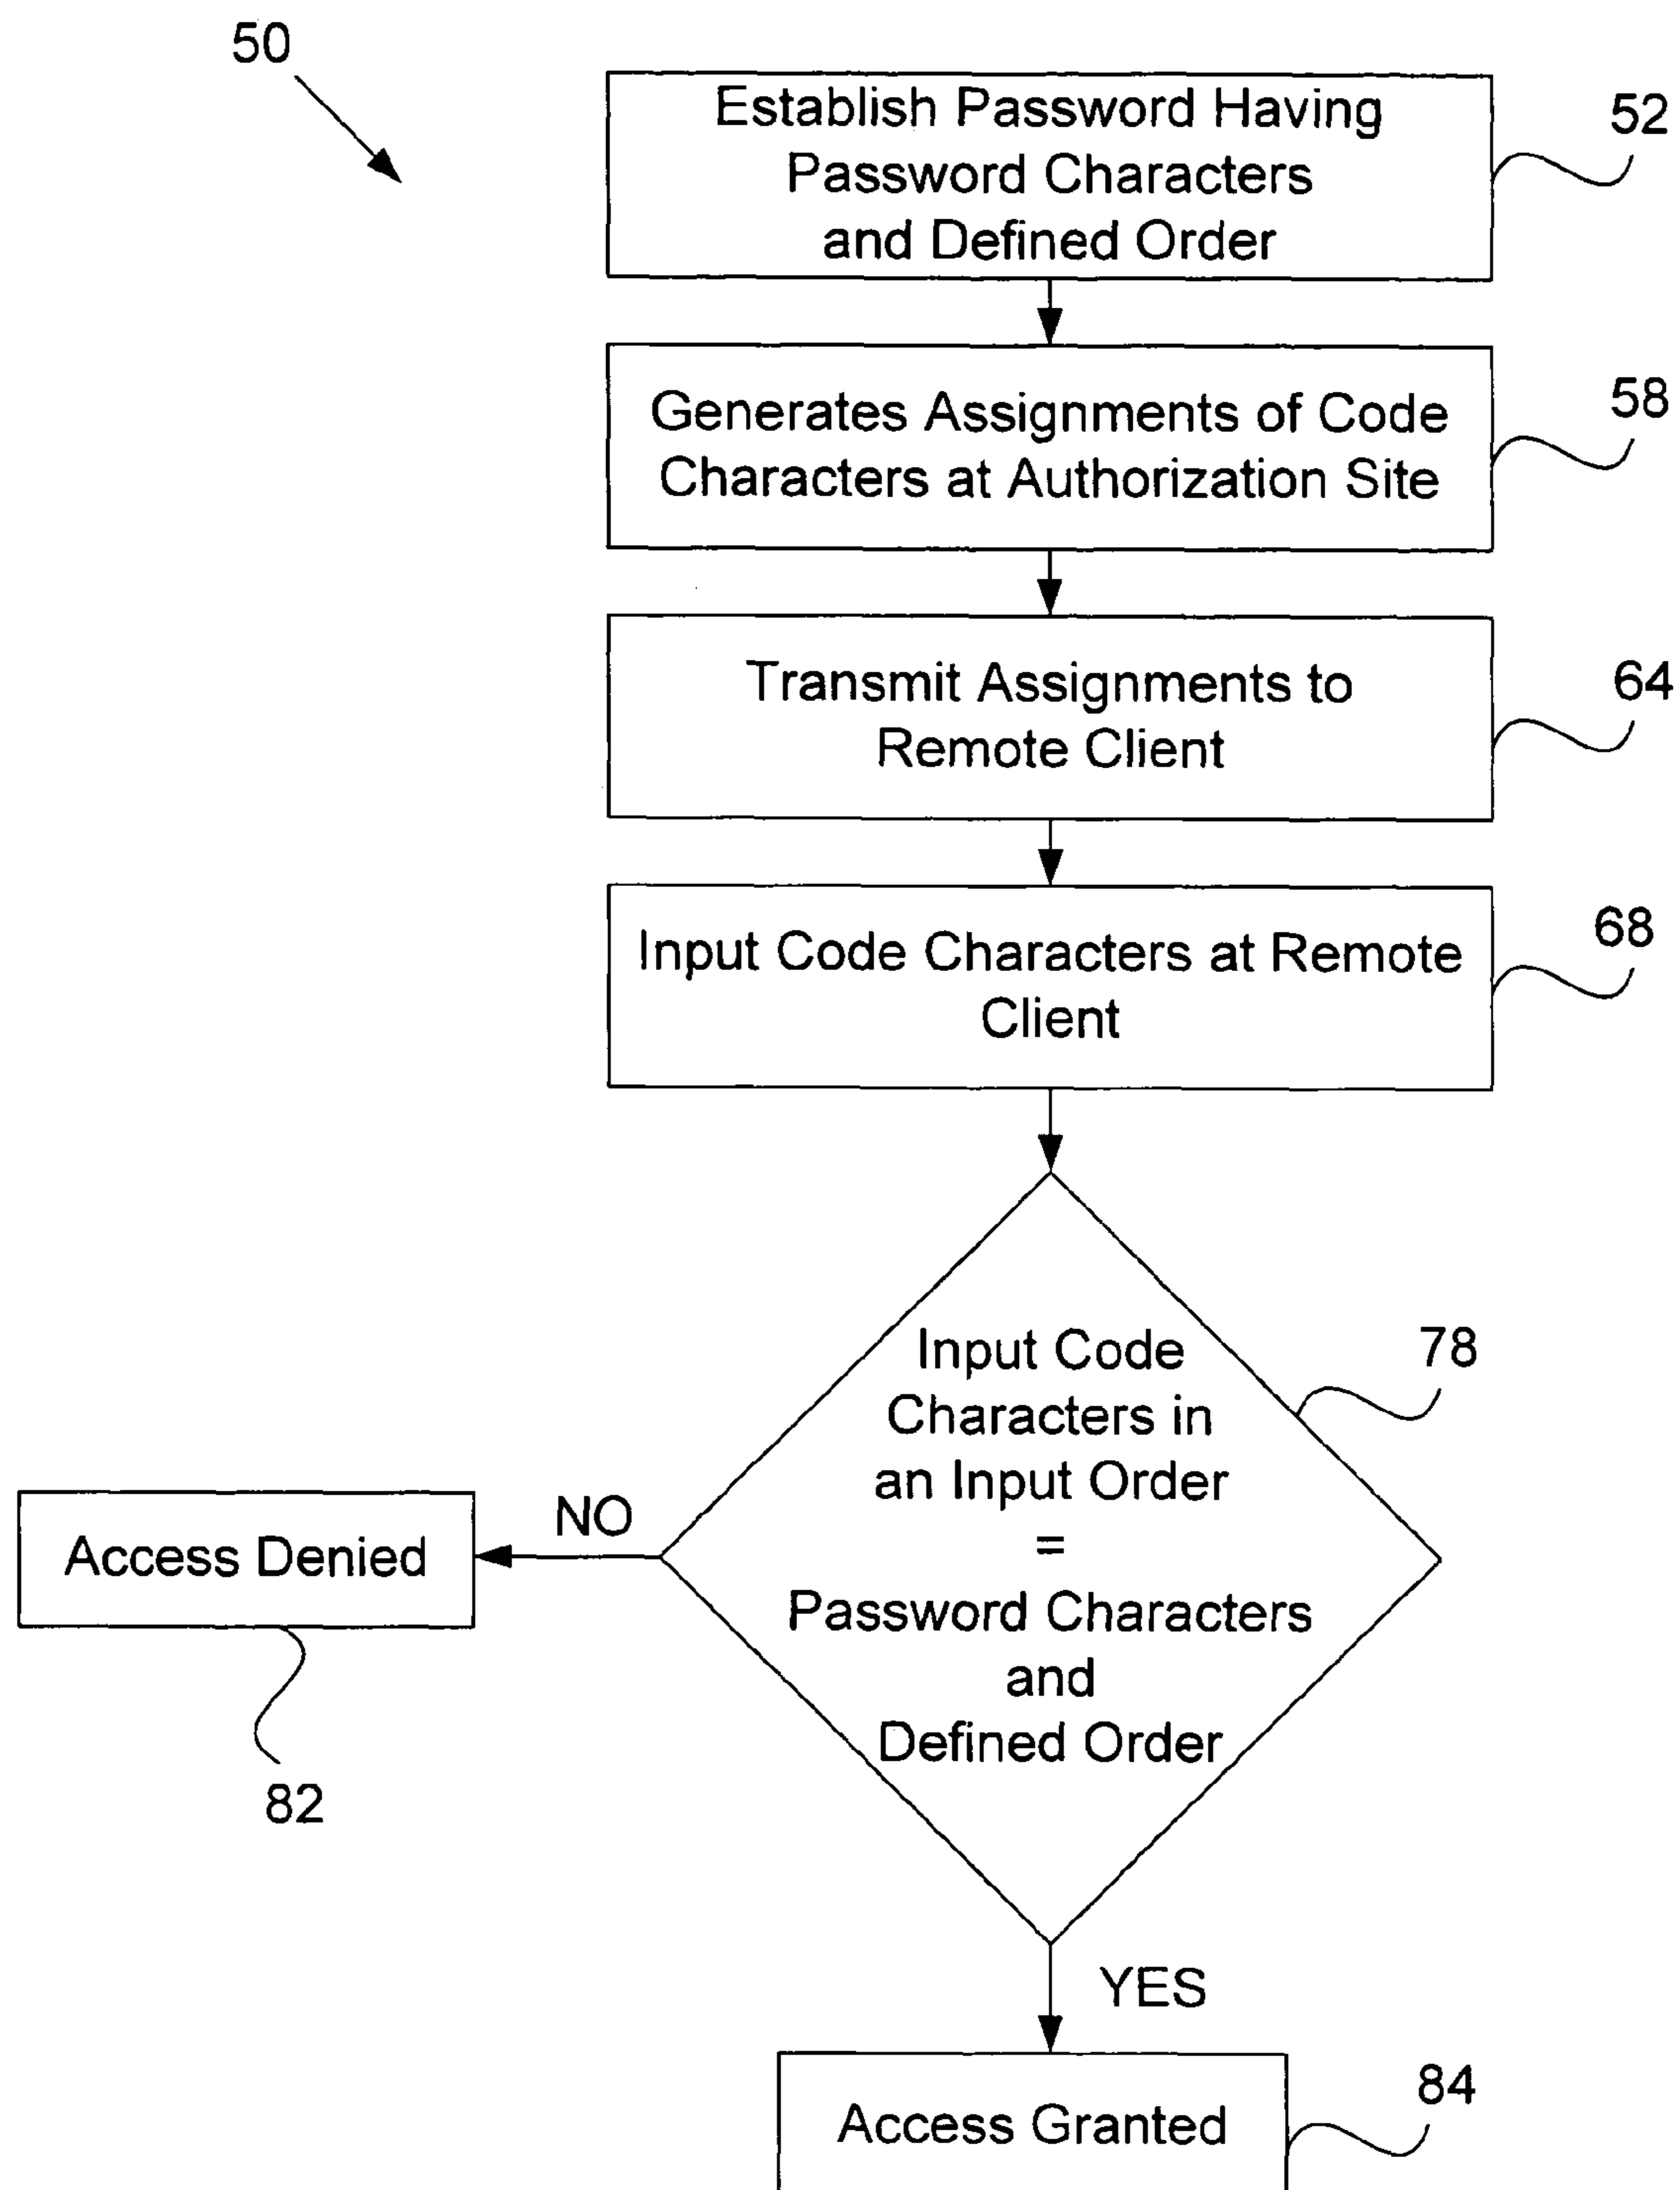 50
Establish Password Having
Password Characters
and Defined Order
52
Generates Assignments of Code
Characters at Authorization Site
58
Transmit Assignments to
Remote Client
64
Input Code Characters at Remote
Client
68
Input Code
Characters in
an Input Order
=
Password Characters
and
Defined Order
78
NO
Access Denied
82
YES
Access Granted
84